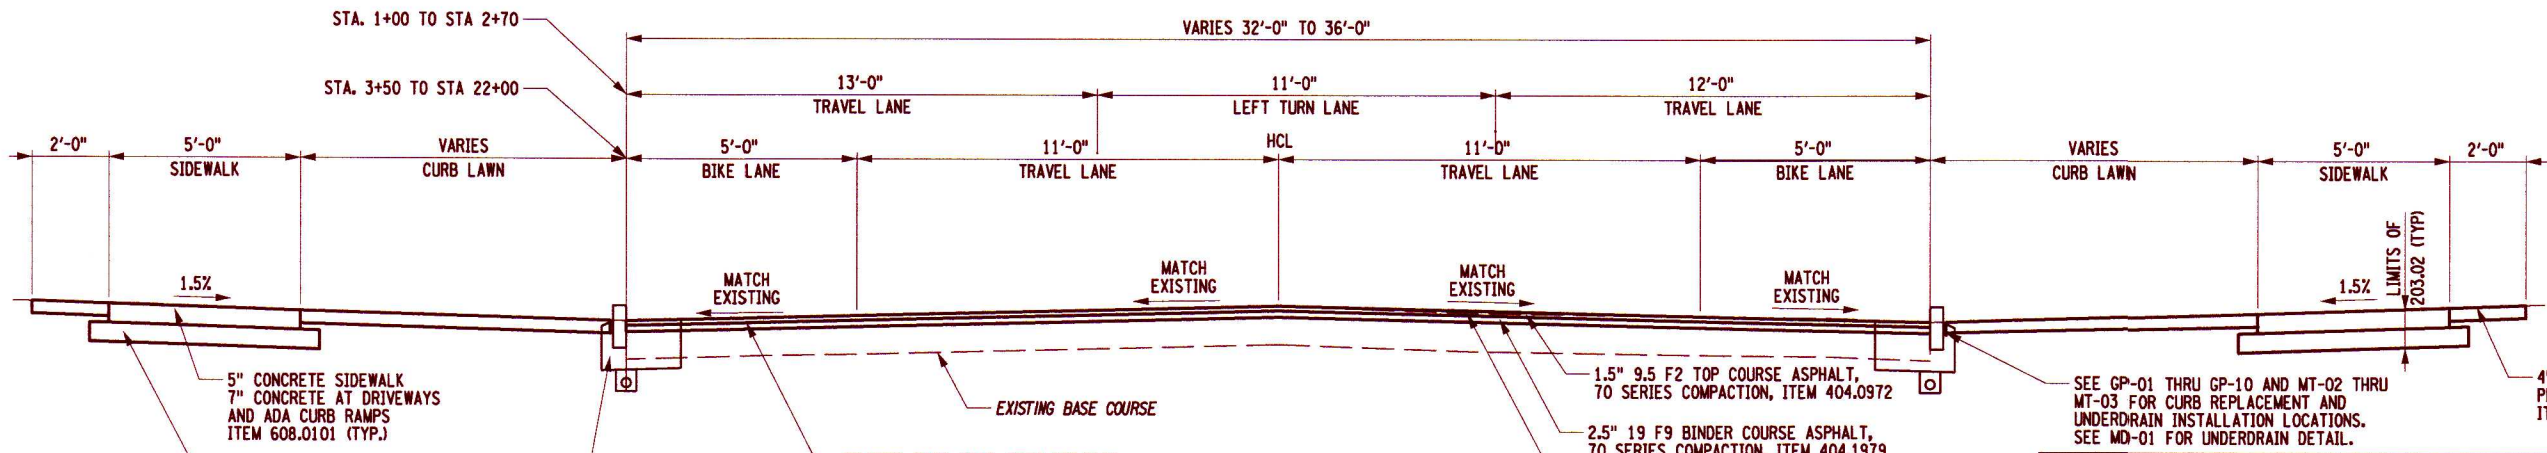 STA. 1+00 TO STA 2+70
VARIES 32'-0" TO 36'-0"
STA. 3+50 TO STA 22+00
13'-0"
TRAVEL LANE
11'-0"
LEFT TURN LANE
12'-0"
TRAVEL LANE
2'-0"
5'-0"
SIDEWALK
VARIES
CURB LAWN
5'-0"
BIKE LANE
11'-0"
TRAVEL LANE
HCL
11'-0"
TRAVEL LANE
5'-0"
BIKE LANE
VARIES
CURB LAWN
5'-0"
SIDEWALK
2'-0"
1.5%
MATCH
EXISTING
MATCH
EXISTING
MATCH
EXISTING
MATCH
EXISTING
1.5%
LIMITS OF
203.02 (TYP)
5" CONCRETE SIDEWALK
7" CONCRETE AT DRIVEWAYS
AND ADA CURB RAMPS
ITEM 608.0101 (TYP.)
EXISTING BASE COURSE
1.5" 9.5 F2 TOP COURSE ASPHALT,
70 SERIES COMPACTION, ITEM 404.0972
2.5" 19 F9 BINDER COURSE ASPHALT,
70 SERIES COMPACTION, ITEM 404.1979
SEE GP-01 THRU GP-10 AND MT-02 THRU
MT-03 FOR CURB REPLACEMENT AND
UNDERDRAIN INSTALLATION LOCATIONS.
SEE MD-01 FOR UNDERDRAIN DETAIL.
4"